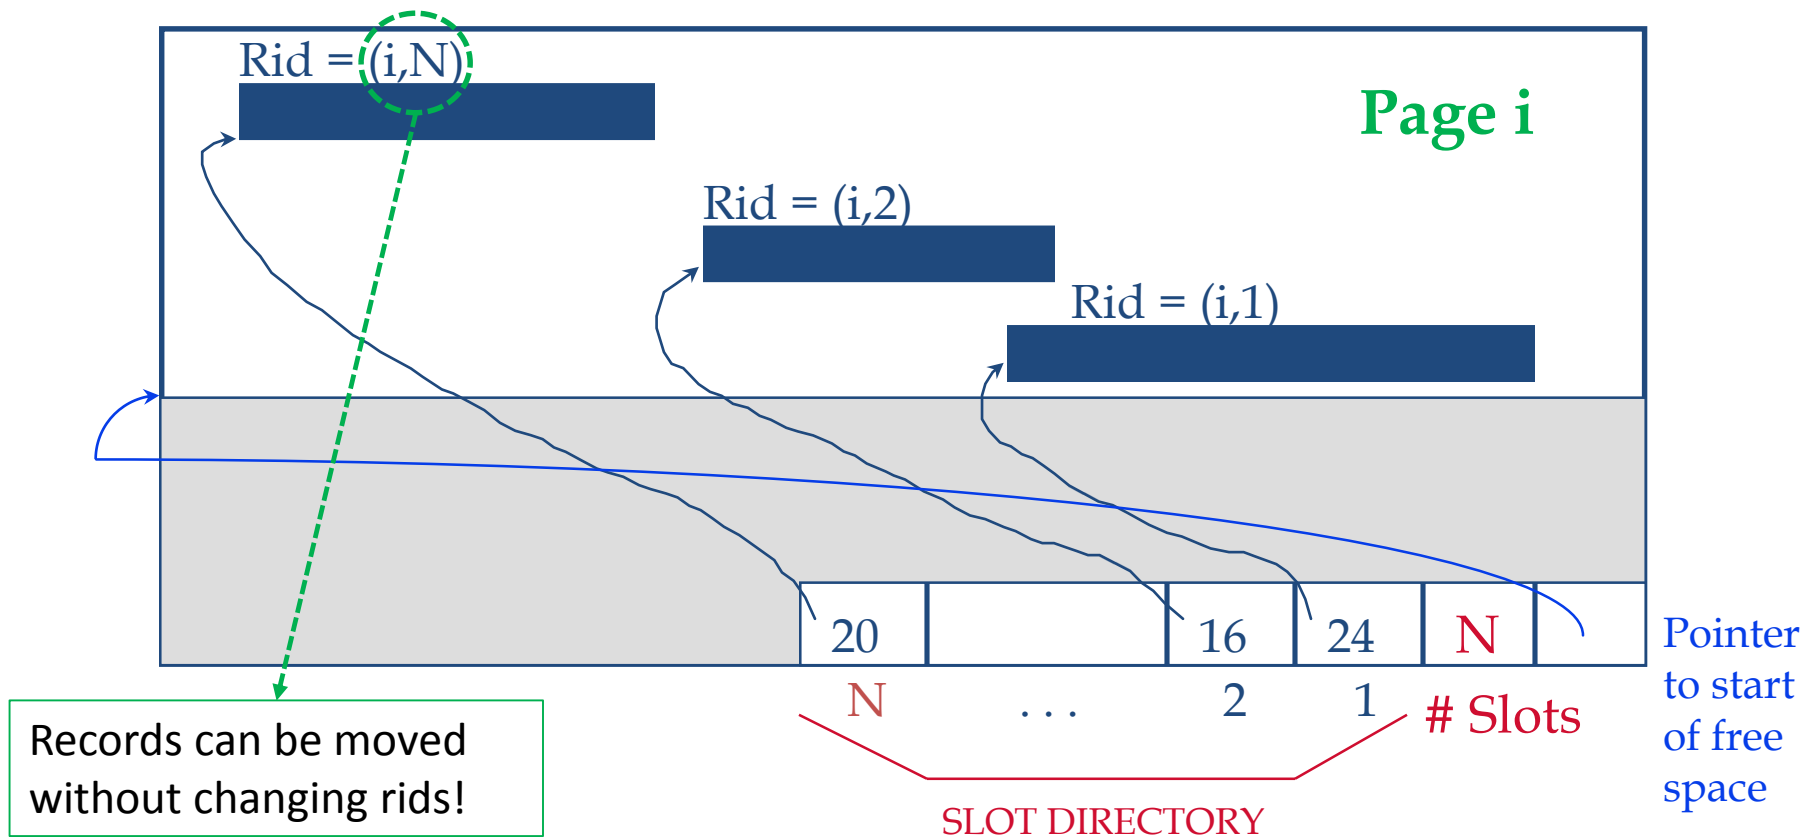 Rid = (i,N)
Page i
Rid = (i,2)
Rid = (i,1)
20 16 24 N
N . . . 2 1 # Slots
Pointer
to start
of free
space
Records can be moved
without changing rids!
SLOT DIRECTORY